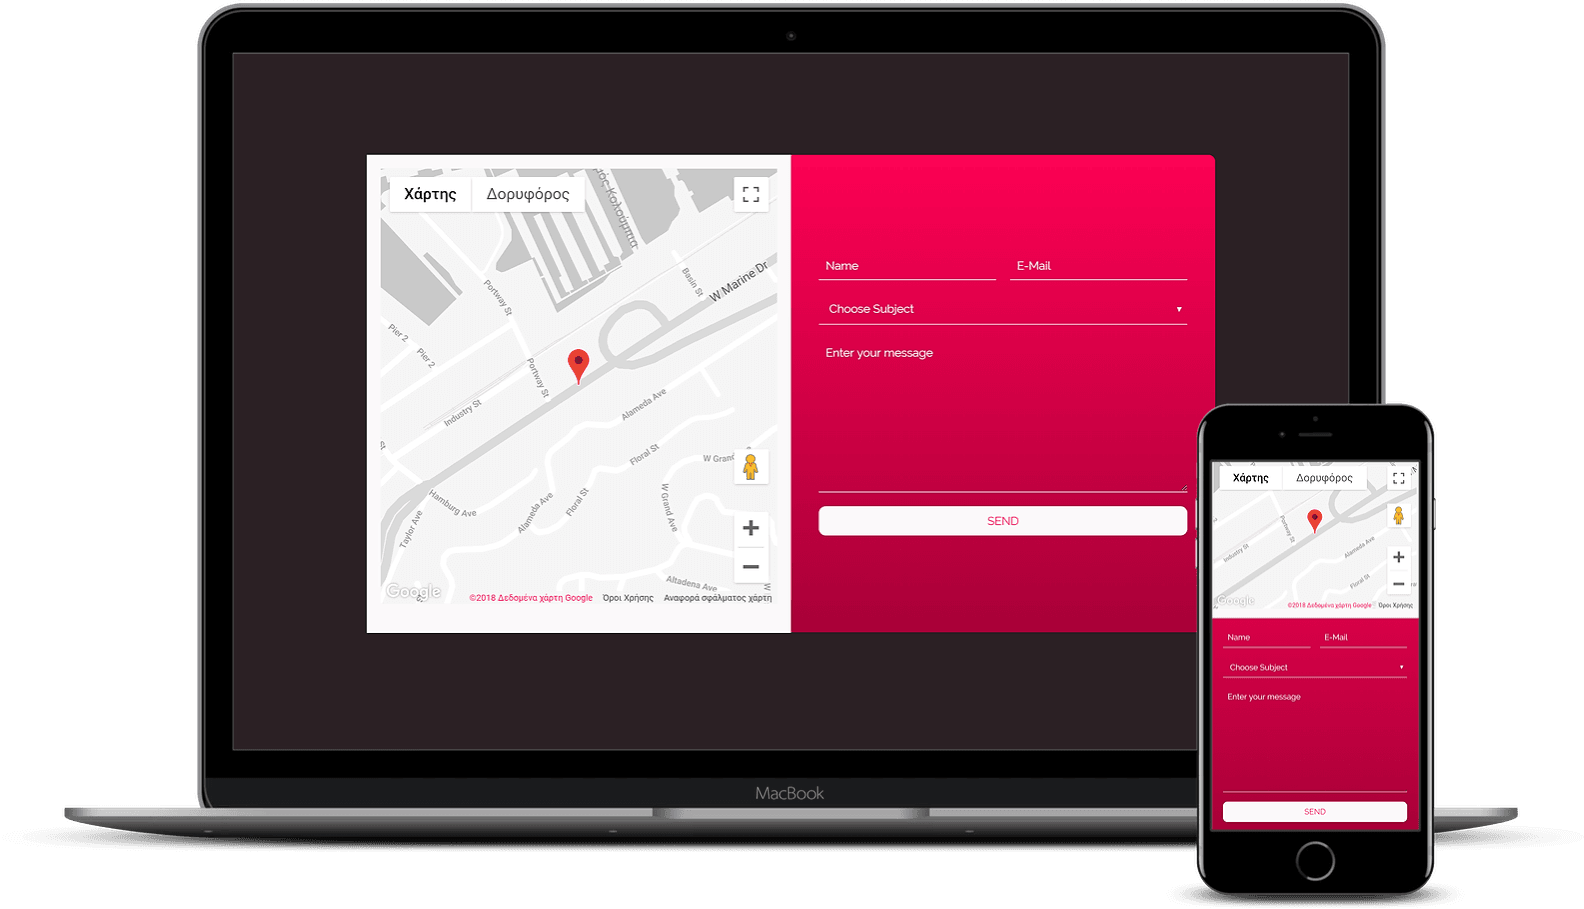 Χάρτης
Δορυφόρος
ός Κολούμπια
Basin St
W Marine Dr
Portway St
Pier 2
Pier 2
Portway St
Industry St
Alameda Ave
Floral St
W Grand
Hamburg Ave
Taylor Ave
Alameda Ave
Floral St
W Grand Ave
Altadena Ave
W
Google
©2018 Δεδομένα χάρτη Google
Όροι Χρήσης
Αναφορά σφάλματος χάρτη
Name
E-Mail
Choose Subject
Enter your message
SEND
MacBook
Χάρτης
Δορυφόρος
Portway St
Industry St
Alameda Ave
Floral St
Google
©2018 Δεδομένα χάρτη Google
Όροι Χρήσης
Name
E-Mail
Choose Subject
Enter your message
SEND